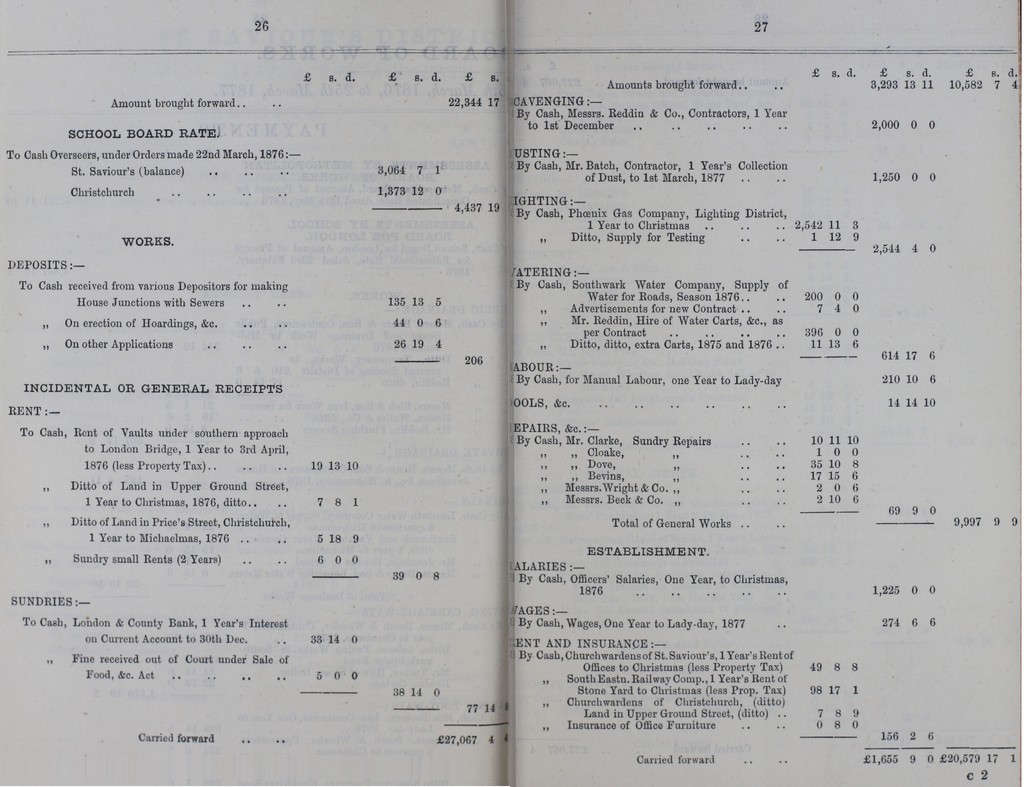 26
£ s. d. £ s. d. £ s.
Amount brought forward.. .. 22,344 17
SCHOOL BOARD RATE.
To Cash Overseers, under Orders made 22nd March, 1876:—
St. Saviour's (balance) .. .. .. 3,064 7 1
Christchurch .. .. .. .. 1,373 12 0
4,437 19
WORKS.
DEPOSITS:—
To Cash received from various Depositors for making
House Junctions with Sewers .. .. 135 13 5
„ On erection of Hoardings, &c. .. .. 44 0 6
„ On other Applications .. .. .. 26 19 4
206
INCIDENTAL OR GENERAL RECEIPTS
RENT:—
To Cash, Rent of Vaults under southern approach
to London Bridge, 1 Year to 3rd April,
1876 (less Property Tax).. .. .. 19 13 10
„ Ditto of Land in Upper Ground Street,
1 Year to Christmas, 1876, ditto.. .. 7 8 1
„ Ditto of Land in Price's Street, Christchurch,
1 Year to Michaelmas, 1876 .. .. 5 18 9
„ Sundry small Rents (2 Years) .. .. 6 0 0
39 0 8
SUNDRIES:—
To Cash, London & County Bank, 1 Year's Interest
on Current Account to 30th Dec. .. 33 14 0
„ Fine received out of Court under Sale of
Food, &c. Act .. .. .. .. 5 0 0
38 14 0
77 14 8
Carried forward .. .. £27,067 4 4
27
£ s. d. £ s. d. £ s. d.
Amounts brought forward.. .. 3,293 13 11 10,582 7 4
CAVENGING:—
By Cash, Messrs. Reddin & Co., Contractors, 1 Year
to 1st December .. .. .. .. .. 2,000 0 0
USTING:—
By Cash, Mr. Batch, Contractor, 1 Year's Collection
of Dust, to 1st March, 1877 .. .. 1,250 0 0
IGHTING:—
By Cash, Phœnix Gas Company, Lighting District,
1 Year to Christmas .. .. .. 2,542 11 3
„ Ditto, Supply for Testing .. .. 1 12 9
2,544 4 0
ATERING:—
By Cash, Southwark Water Company, Supply of
Water for Roads, Season 1876.. .. 200 0 0
„ Advertisements for new Contract .. .. 7 4 0
„ Mr. Reddin, Hire of Water Carts, &c., as
per Contract .. .. .. .. 396 0 0
„ Ditto, ditto, extra Carts, 1875 and 1876 .. 11 13 6
614 17 6
ABOUR:—
By Cash, for Manual Labour, one Year to Lady-day 210 10 6
OOLS, &c. .. .. .. .. .. .. 14 14 10
EPAIRS, &c.:—
By Cash, Mr. Clarke, Sundry Repairs .. .. 10 11 10
„ „ Cloake, „ .. .. 1 0 0
„ „ Dove, „ .. .. 35 10 8
„ „ Bevins, „ .. .. 17 15 6
„ Messrs. Wright & Co. „ .. .. 2 0 6
„ Messrs. Beck & Co. „ .. .. 2 10 6
69 9 0
Total of General Works .. .. 9,997 9 9
ESTABLISHMENT.
ALARIES:—
By Cash, Officers' Salaries, One Year, to Christmas,
1876 .. .. .. .. .. 1,225 0 0
AGES:—
By Cash, Wages, One Year to Lady-day, 1877 .. 274 6 6
ENT AND INSURANCE:—
By Cash, Churchwardens of St. Saviour's, 1 Year's Rent of
Offices to Christmas (less Property Tax) 49 8 8
„ South Eastn. Railway Comp., 1 Year's Rent of
Stone Yard to Christmas (less Prop. Tax) 98 17 1
„ Churchwardens of Christchurch, (ditto)
Land in Upper Ground Street, (ditto) .. 7 8 9
„ Insurance of Office Furniture .. .. 0 8 0
156 2 6
Carried forward .. .. £1,655 9 0 £20,579 17 1
c 2